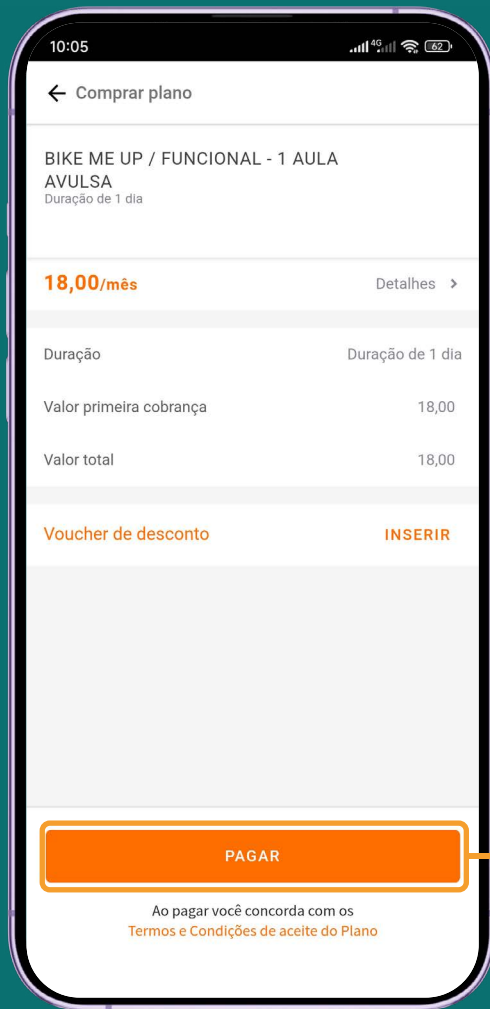 10:05
4G
62
Comprar plano
BIKE ME UP / FUNCIONAL - 1 AULA
AVULSA
Duração de 1 dia
18,00/mês
Detalhes
Duração
Duração de 1 dia
Valor primeira cobrança
18,00
Valor total
18,00
Voucher de desconto
INSERIR
PAGAR
Ao pagar você concorda com os
Termos e Condições de aceite do Plano